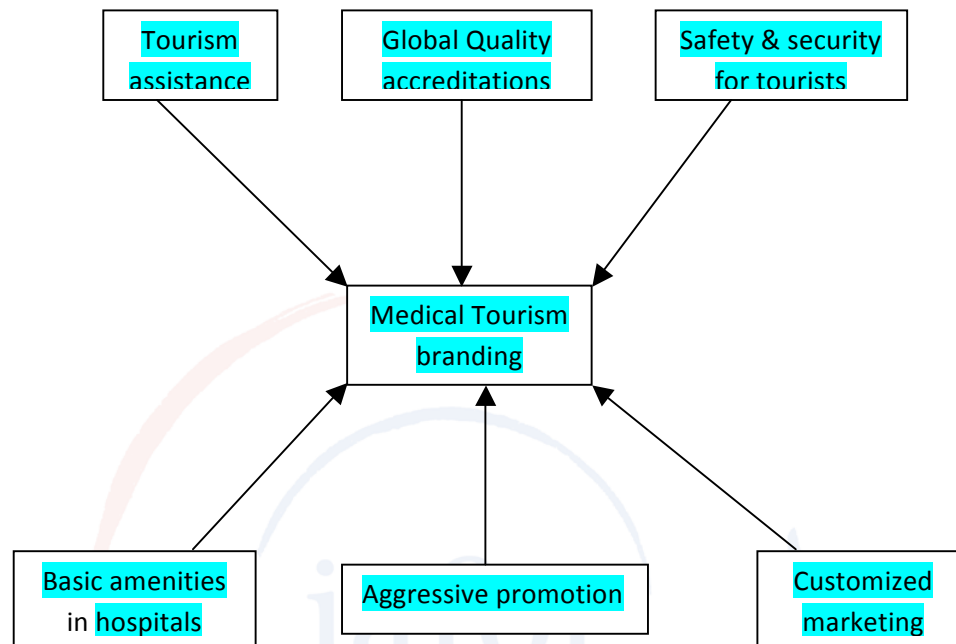 Tourism
assistance
Global Quality
accreditations
Safety & security
for tourists
Medical Tourism
branding
Basic amenities
in hospitals
Aggressive promotion
Customized
marketing